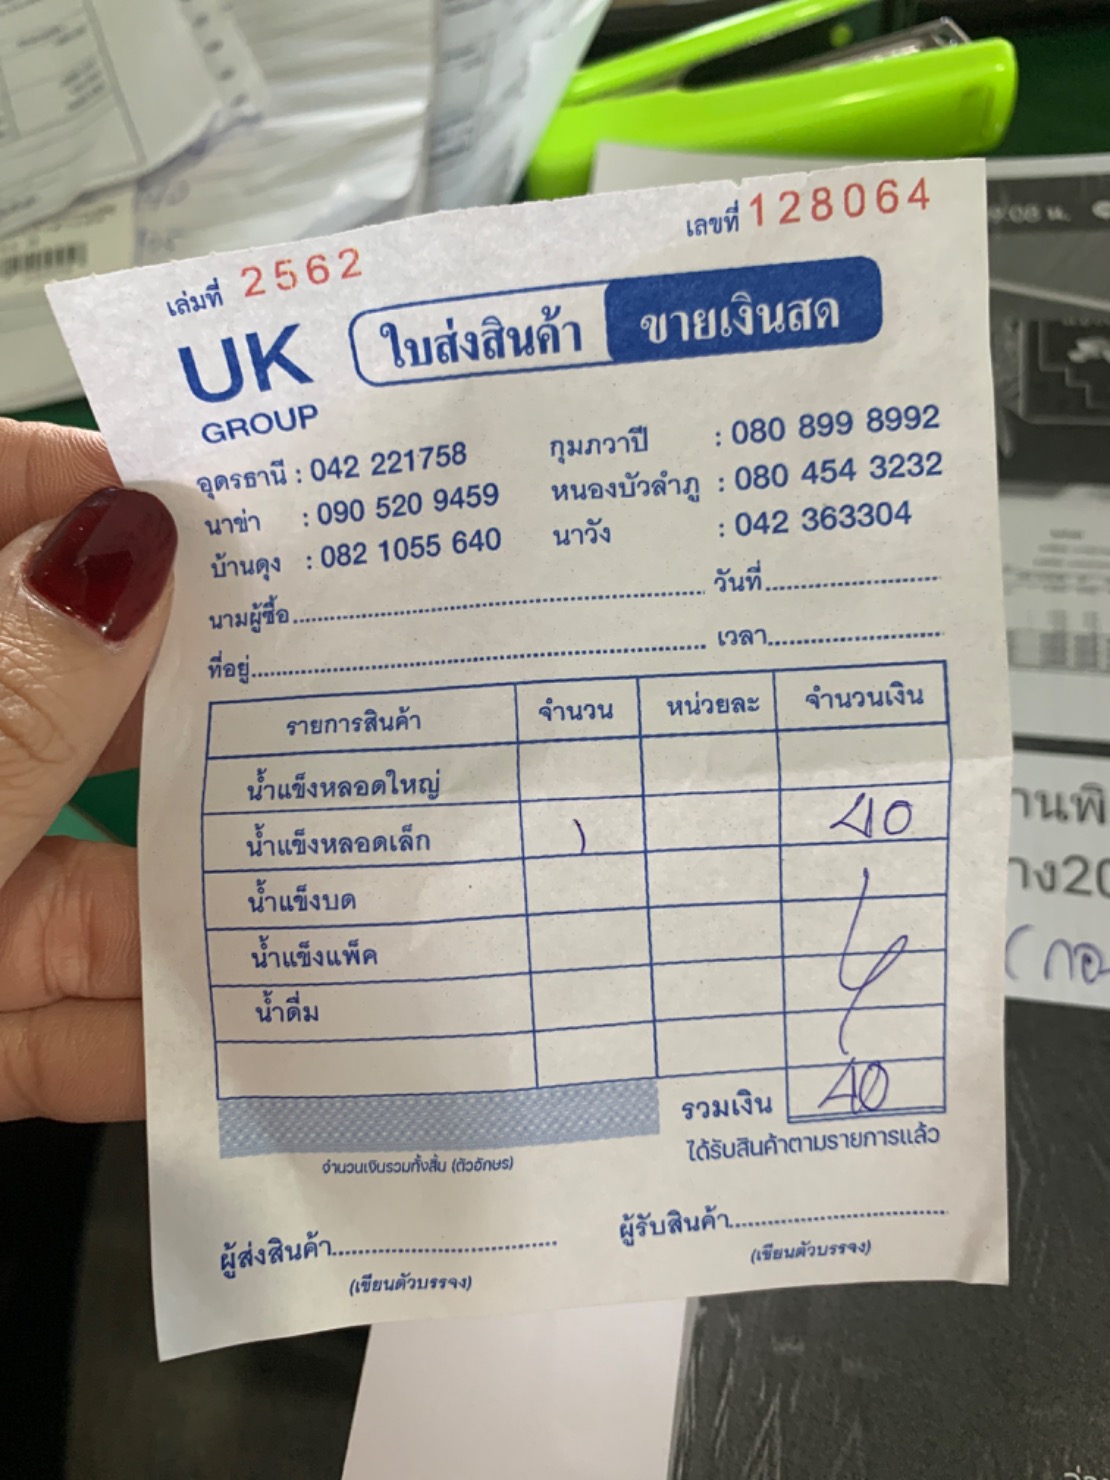 เล่มที่ 2562
เลขที่ 128064
UK
GROUP
ใบส่งสินค้า ขายเงินสด
อุดรธานี : 042 221758 กุมภวาปี : 080 899 8992
นาข่า : 090 520 9459 หนองบัวลำภู : 080 454 3232
บ้านดุง : 082 1055 640 นาวัง : 042 363304
นามผู้ซื้อ วันที่
ที่อยู่ เวลา
รายการสินค้า จำนวน หน่วยละ จำนวนเงิน
น้ำแข็งหลอดใหญ่
น้ำแข็งหลอดเล็ก 1 40
น้ำแข็งบด
น้ำแข็งแพ็ค
น้ำดื่ม
รวมเงิน 40
จำนวนเงินรวมทั้งสิ้น (ตัวอักษร) ได้รับสินค้าตามรายการแล้ว
ผู้ส่งสินค้า ผู้รับสินค้า
(เขียนตัวบรรจง) (เขียนตัวบรรจง)